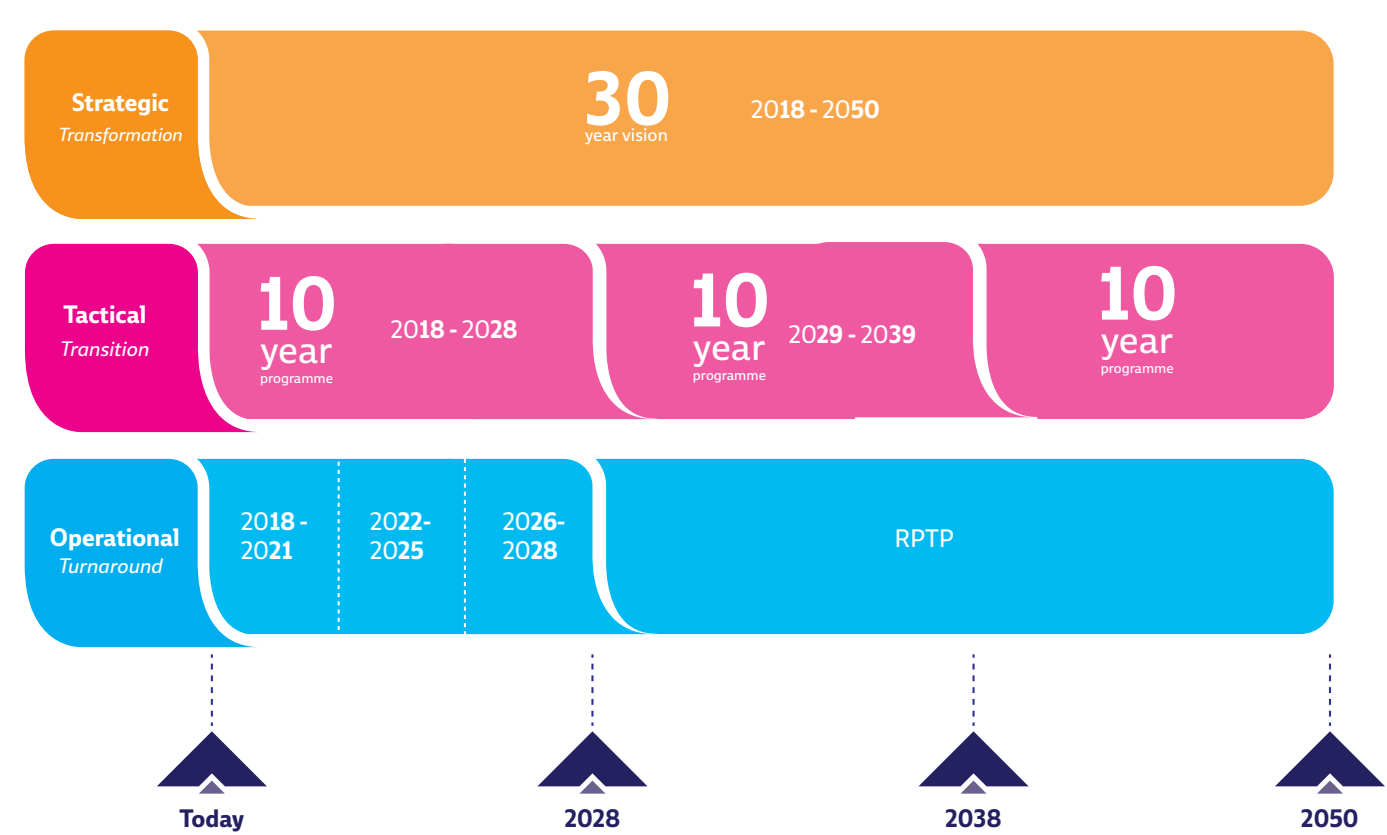 Strategic
Transformation
30
year vision
2018 - 2050
Tactical
Transition
10
year
programme
2018 - 2028
10
year
programme
2029 - 2039
10
year
programme
Operational
Turnaround
2018 -
2021
2022-
2025
2026-
2028
RPTP
Today
2028
2038
2050